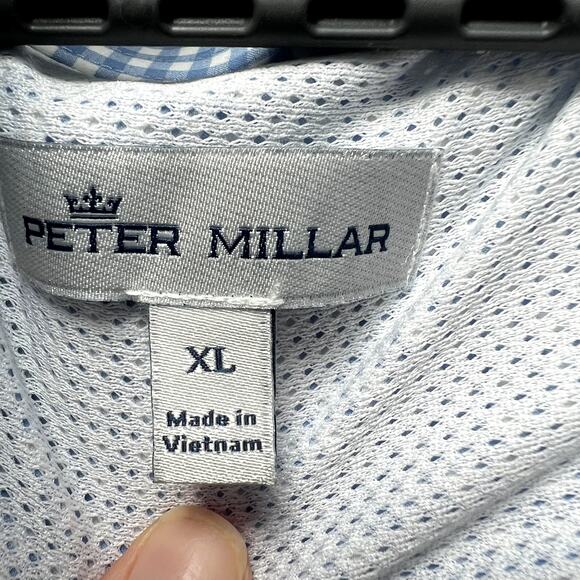 PETER MILLAR
XL
Made in
Vietnam